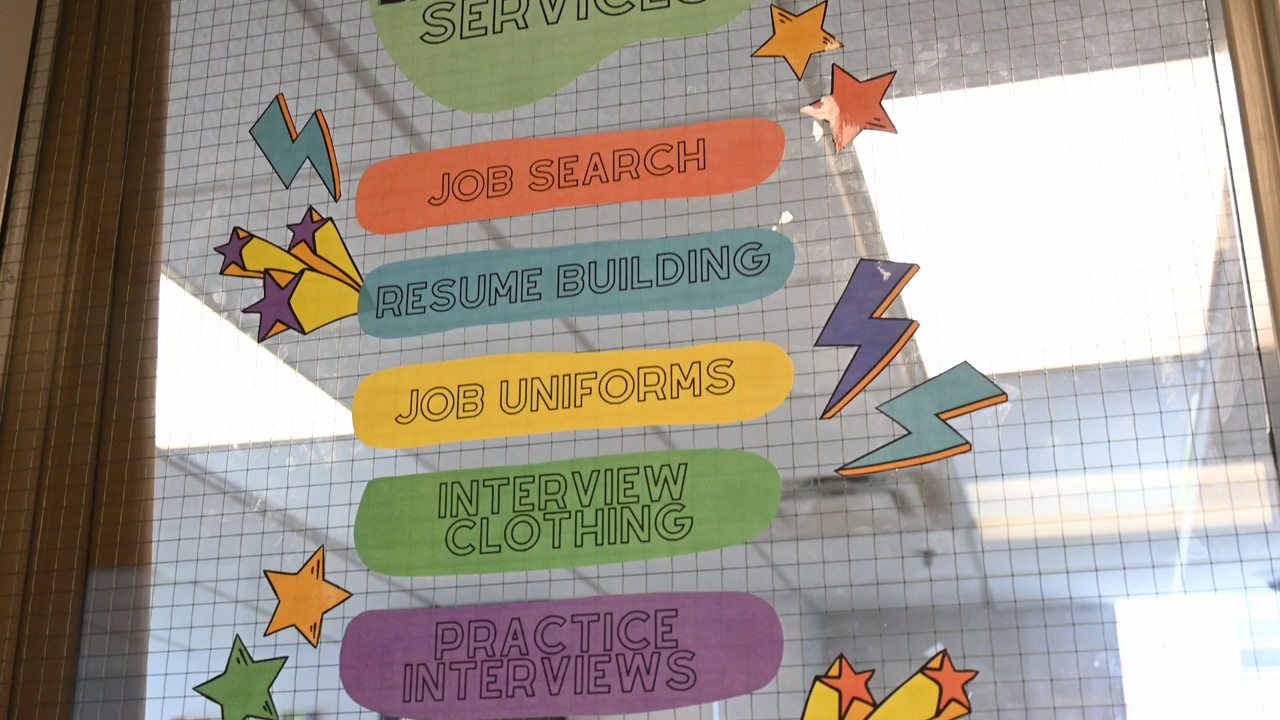 SERVICES
JOB SEARCH
RESUME BUILDING
JOB UNIFORMS
INTERVIEW
CLOTHING
PRACTICE
INTERVIEWS